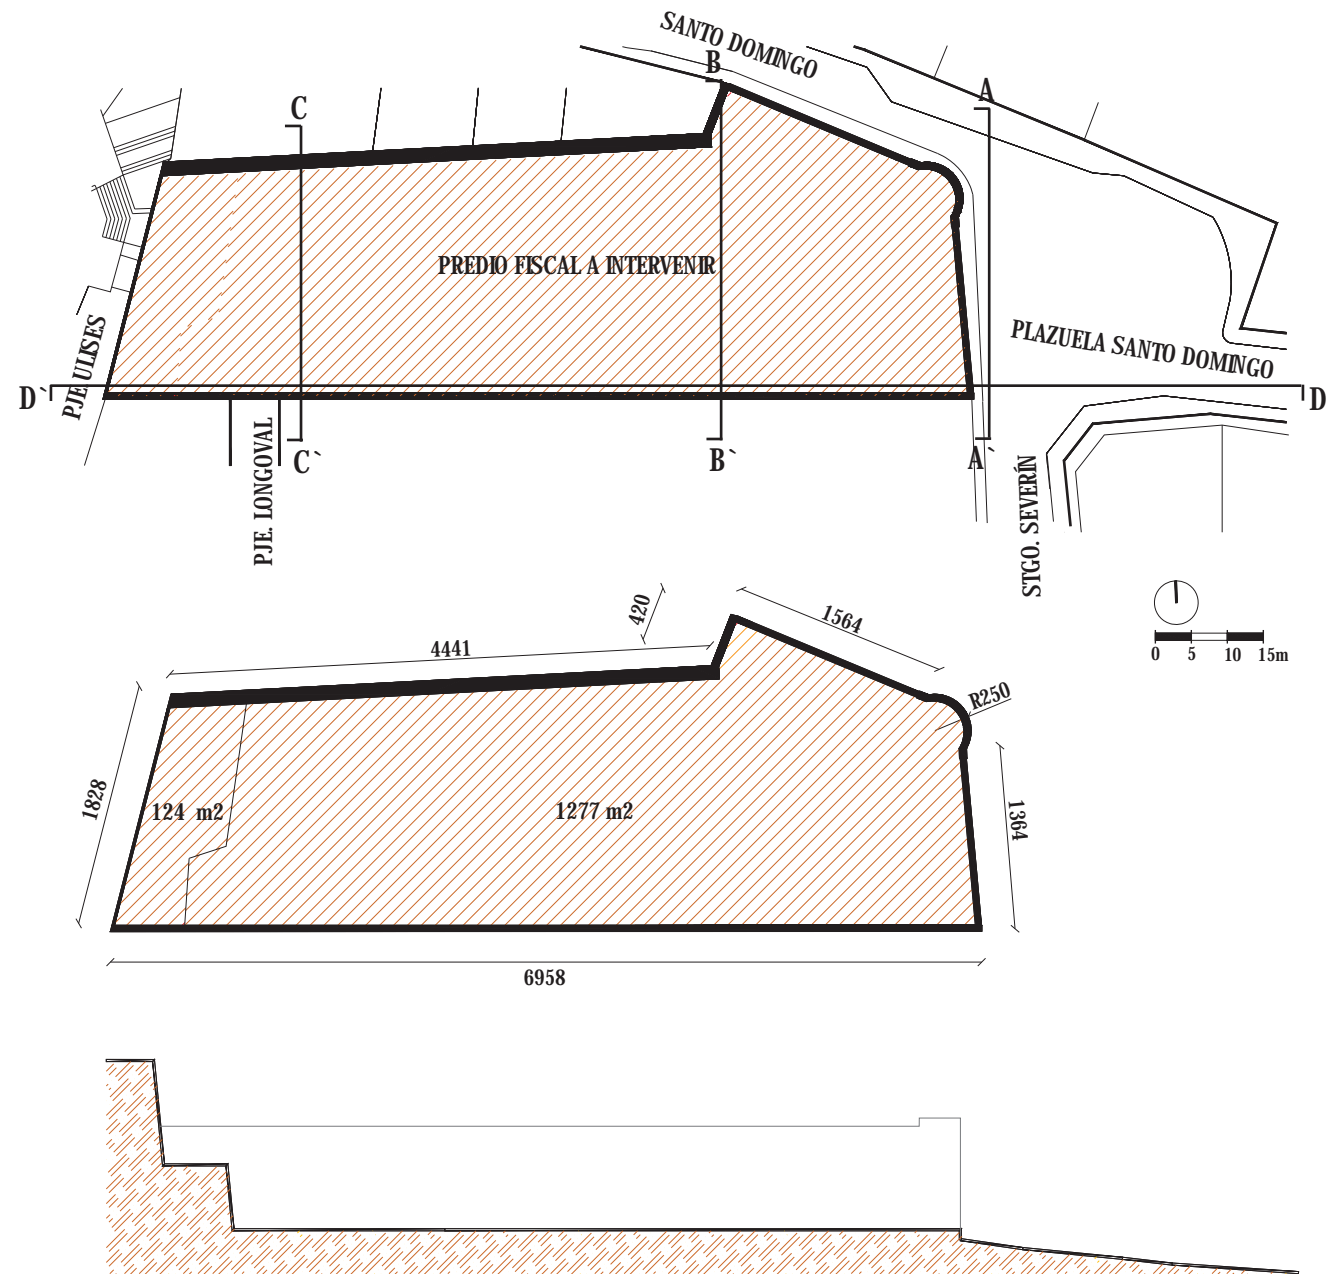 SANTO DOMINGO
B
A
C
PREDIO FISCAL A INTERVENIR
PLAZUELA SANTO DOMINGO
PJE. ULISES
D`
D
C`
B`
A`
PJE. LONGOVAL
STGO. SEVERÍN
0 5 10 15m
420
1564
4441
R250
1828
124 m2
1277 m2
1364
6958